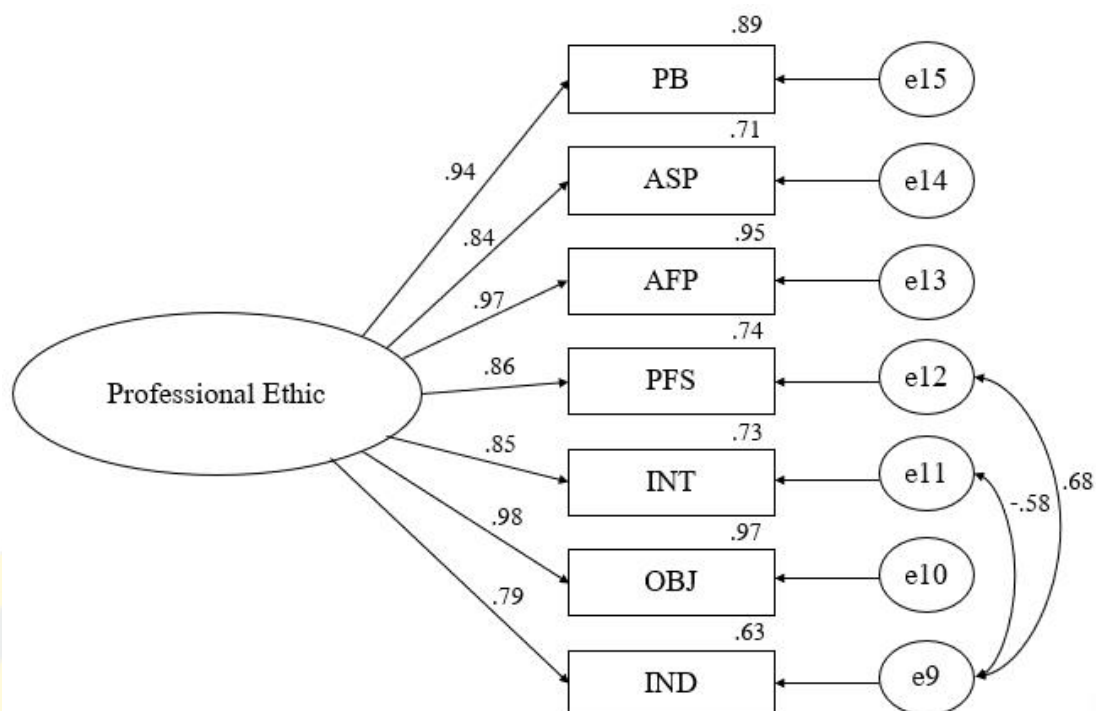 .89
PB
e15
.94
.71
ASP
e14
.84
.95
AFP
e13
.97
.74
PFS
e12
.86
Professional Ethic
.73
INT
e11
.85
-.58
.68
.97
OBJ
e10
.98
.63
IND
e9
.79